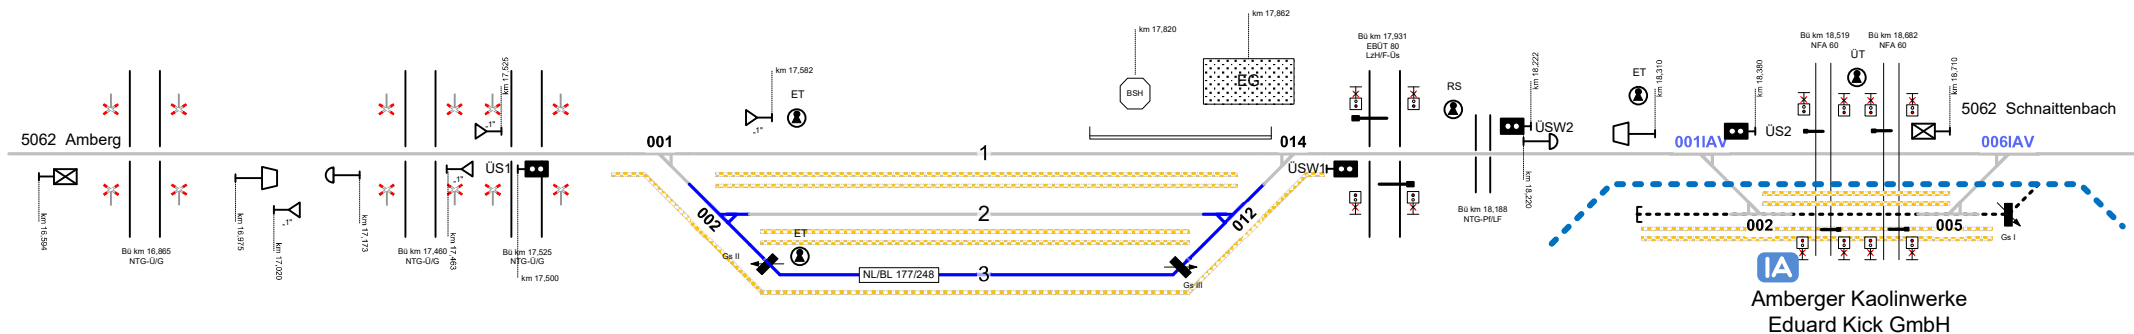 5062 Amberg
km 16,594
Bü km 16,865
NTG-Ü/G
km 16,975
km 17,020
„1“
km 17,173
Bü km 17,460
NTG-Ü/G
km 17,463
„1“
km 17,525
„1“
ÜS1
Bü km 17,525
NTG-Ü/G
km 17,500
001
002
km 17,582
„1“
ET
1
2
3
ET
Gs II
NL/BL 177/248
Gs III
km 17,820
BSH
km 17,862
EG
014
012
ÜSW1
Bü km 17,931
EBÜT 80
LzH/F-Üs
RS
Bü km 18,188
NTG-Pf/LF
km 18,222
ÜSW2
km 18,220
ET
km 18,310
km 18,380
ÜS2
001IAV
Bü km 18,519
NFA 60
ÜT
Bü km 18,682
NFA 60
km 18,710
5062 Schnaittenbach
006IAV
002
005
Gs I
IA
Amberger Kaolinwerke
Eduard Kick GmbH